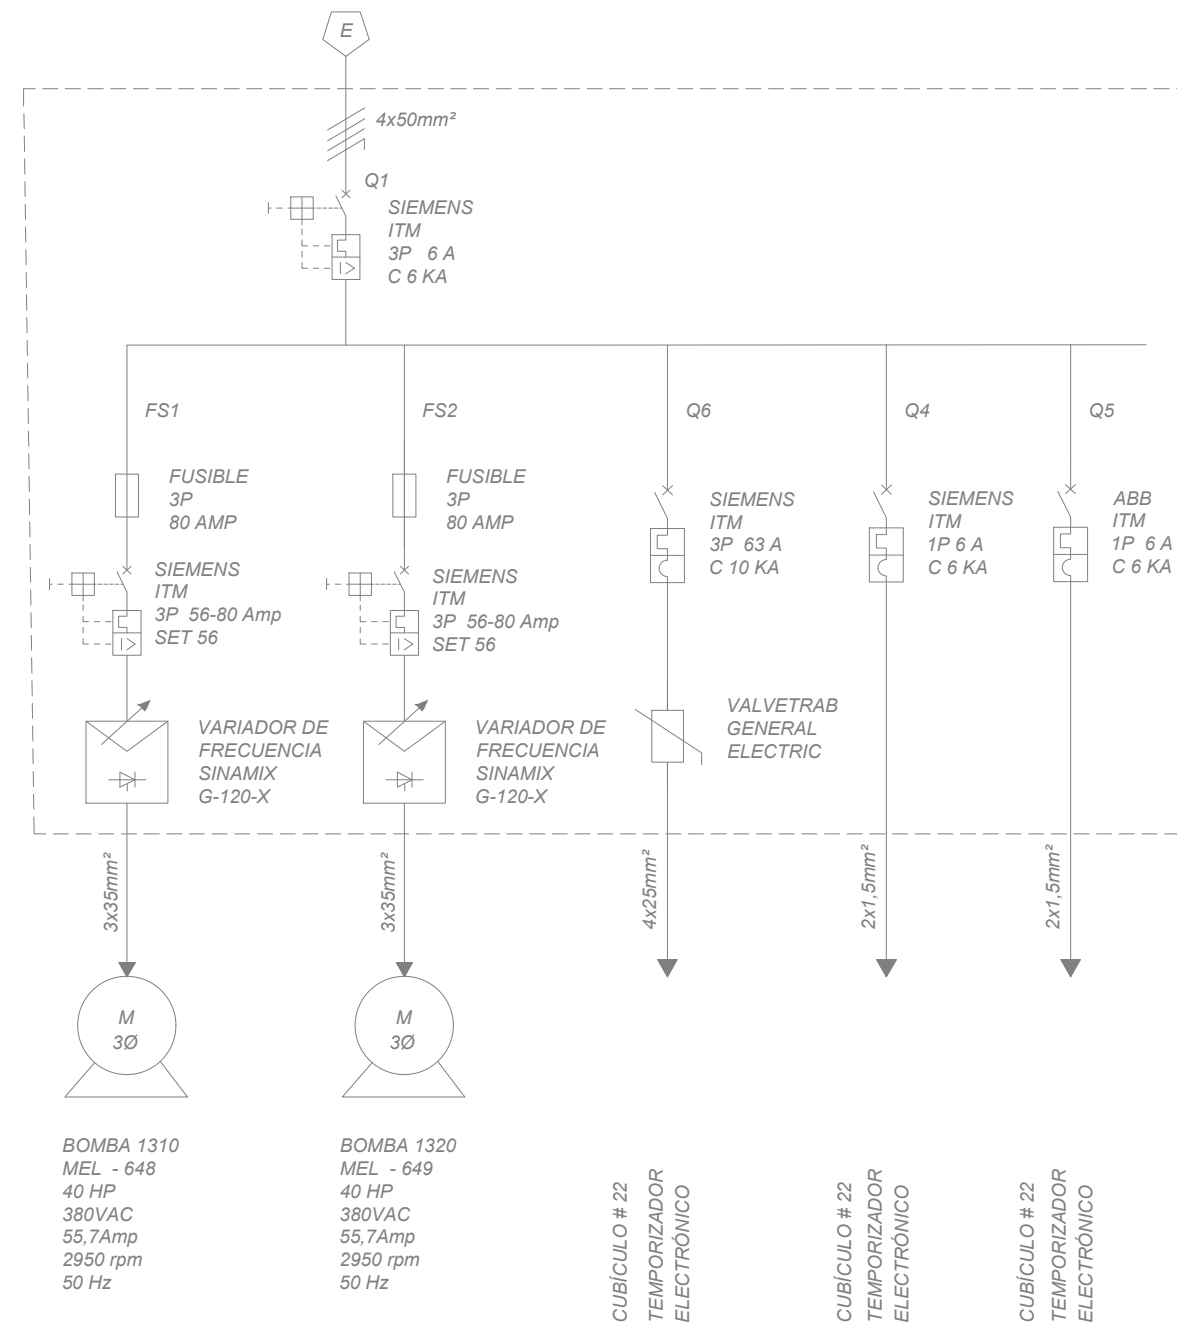 E
4x50mm²
Q1
SIEMENS
ITM
3P 6 A
C 6 KA
FS1
FUSIBLE
3P
80 AMP
SIEMENS
ITM
3P 56-80 Amp
SET 56
VARIADOR DE
FRECUENCIA
SINAMIX
G-120-X
3x35mm²
M
3Ø
BOMBA 1310
MEL - 648
40 HP
380VAC
55,7Amp
2950 rpm
50 Hz
FS2
FUSIBLE
3P
80 AMP
SIEMENS
ITM
3P 56-80 Amp
SET 56
VARIADOR DE
FRECUENCIA
SINAMIX
G-120-X
3x35mm²
M
3Ø
BOMBA 1320
MEL - 649
40 HP
380VAC
55,7Amp
2950 rpm
50 Hz
Q6
SIEMENS
ITM
3P 63 A
C 10 KA
VALVETRAB
GENERAL
ELECTRIC
4x25mm²
CUBÍCULO # 22
TEMPORIZADOR
ELECTRÓNICO
Q4
SIEMENS
ITM
1P 6 A
C 6 KA
2x1,5mm²
CUBÍCULO # 22
TEMPORIZADOR
ELECTRÓNICO
Q5
ABB
ITM
1P 6 A
C 6 KA
2x1,5mm²
CUBÍCULO # 22
TEMPORIZADOR
ELECTRÓNICO